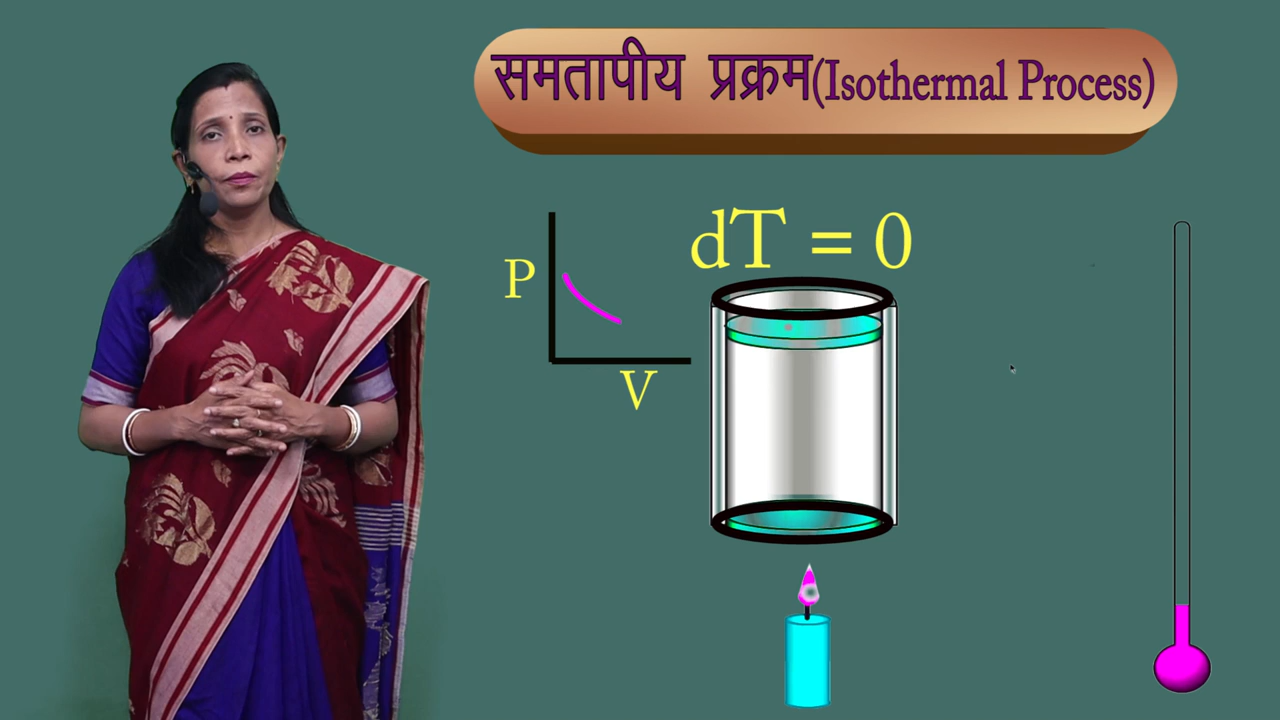 समतापीय प्रक्रम(Isothermal Process)
dT = 0
P
V